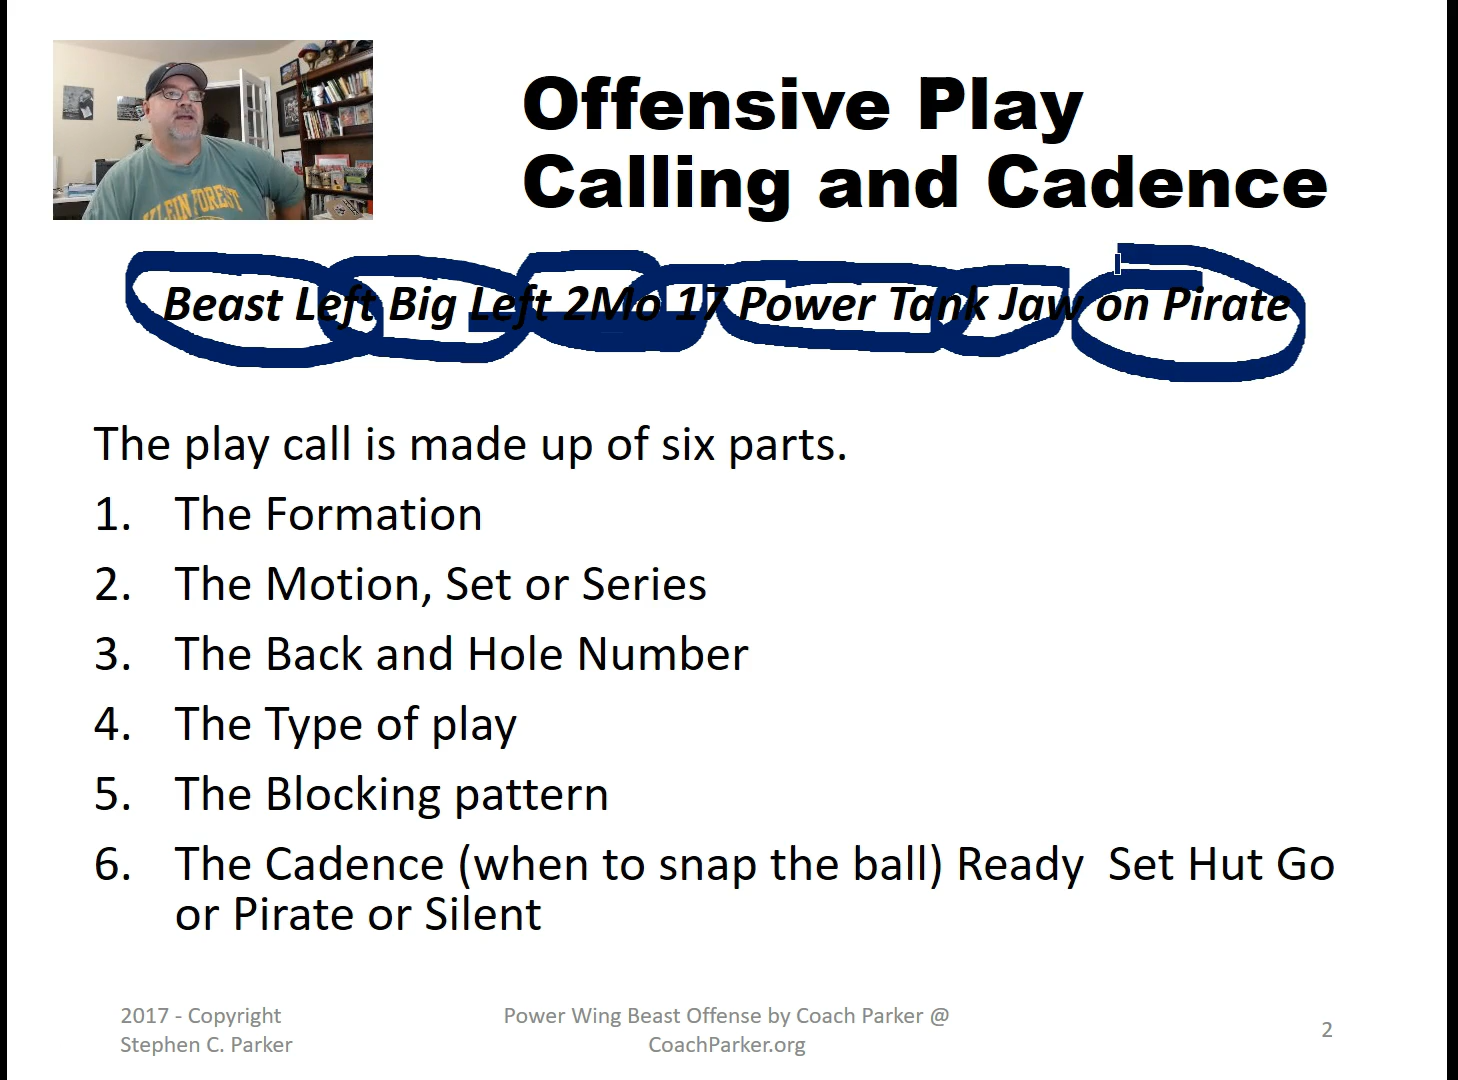 KLEIN FOREST
Offensive Play
Calling and Cadence
Beast Left Big Left 2Mo 17 Power Tank Jaw on Pirate
The play call is made up of six parts.
1. The Formation
2. The Motion, Set or Series
3. The Back and Hole Number
4. The Type of play
5. The Blocking pattern
6. The Cadence (when to snap the ball) Ready  Set Hut Go
or Pirate or Silent
2017 - Copyright
Stephen C. Parker
Power Wing Beast Offense by Coach Parker @
CoachParker.org
2